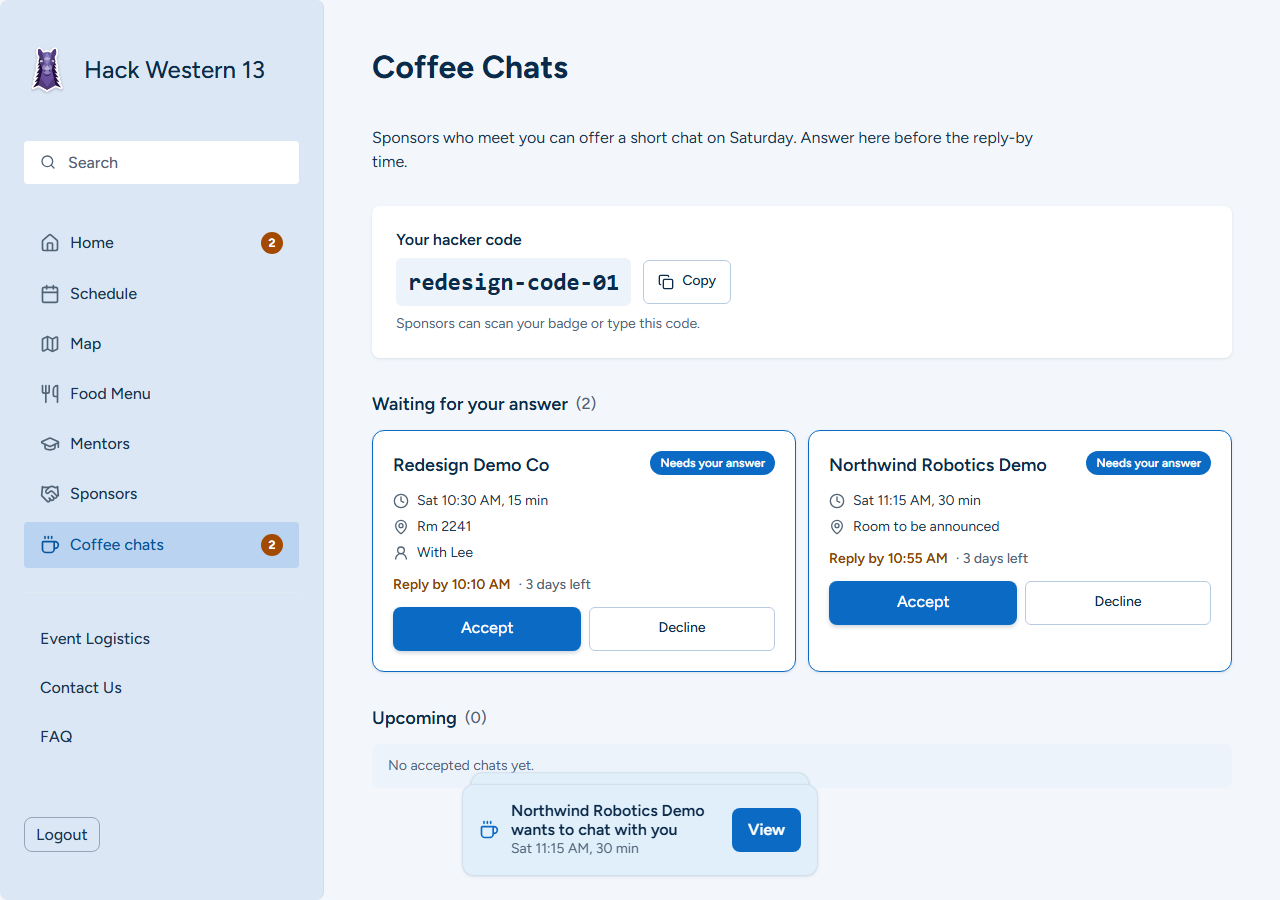 Hack Western 13
Search
Home 2
Schedule
Map
Food Menu
Mentors
Sponsors
Coffee chats 2
Event Logistics
Contact Us
FAQ
Logout
Coffee Chats
Sponsors who meet you can offer a short chat on Saturday. Answer here before the reply-by
time.
Your hacker code
redesign-code-01 Copy
Sponsors can scan your badge or type this code.
Waiting for your answer (2)
Redesign Demo Co Needs your answer
Sat 10:30 AM, 15 min
Rm 2241
With Lee
Reply by 10:10 AM · 3 days left
Accept Decline
Northwind Robotics Demo Needs your answer
Sat 11:15 AM, 30 min
Room to be announced
Reply by 10:55 AM · 3 days left
Accept Decline
Upcoming (0)
No accepted chats yet.
Northwind Robotics Demo
wants to chat with you
Sat 11:15 AM, 30 min
View